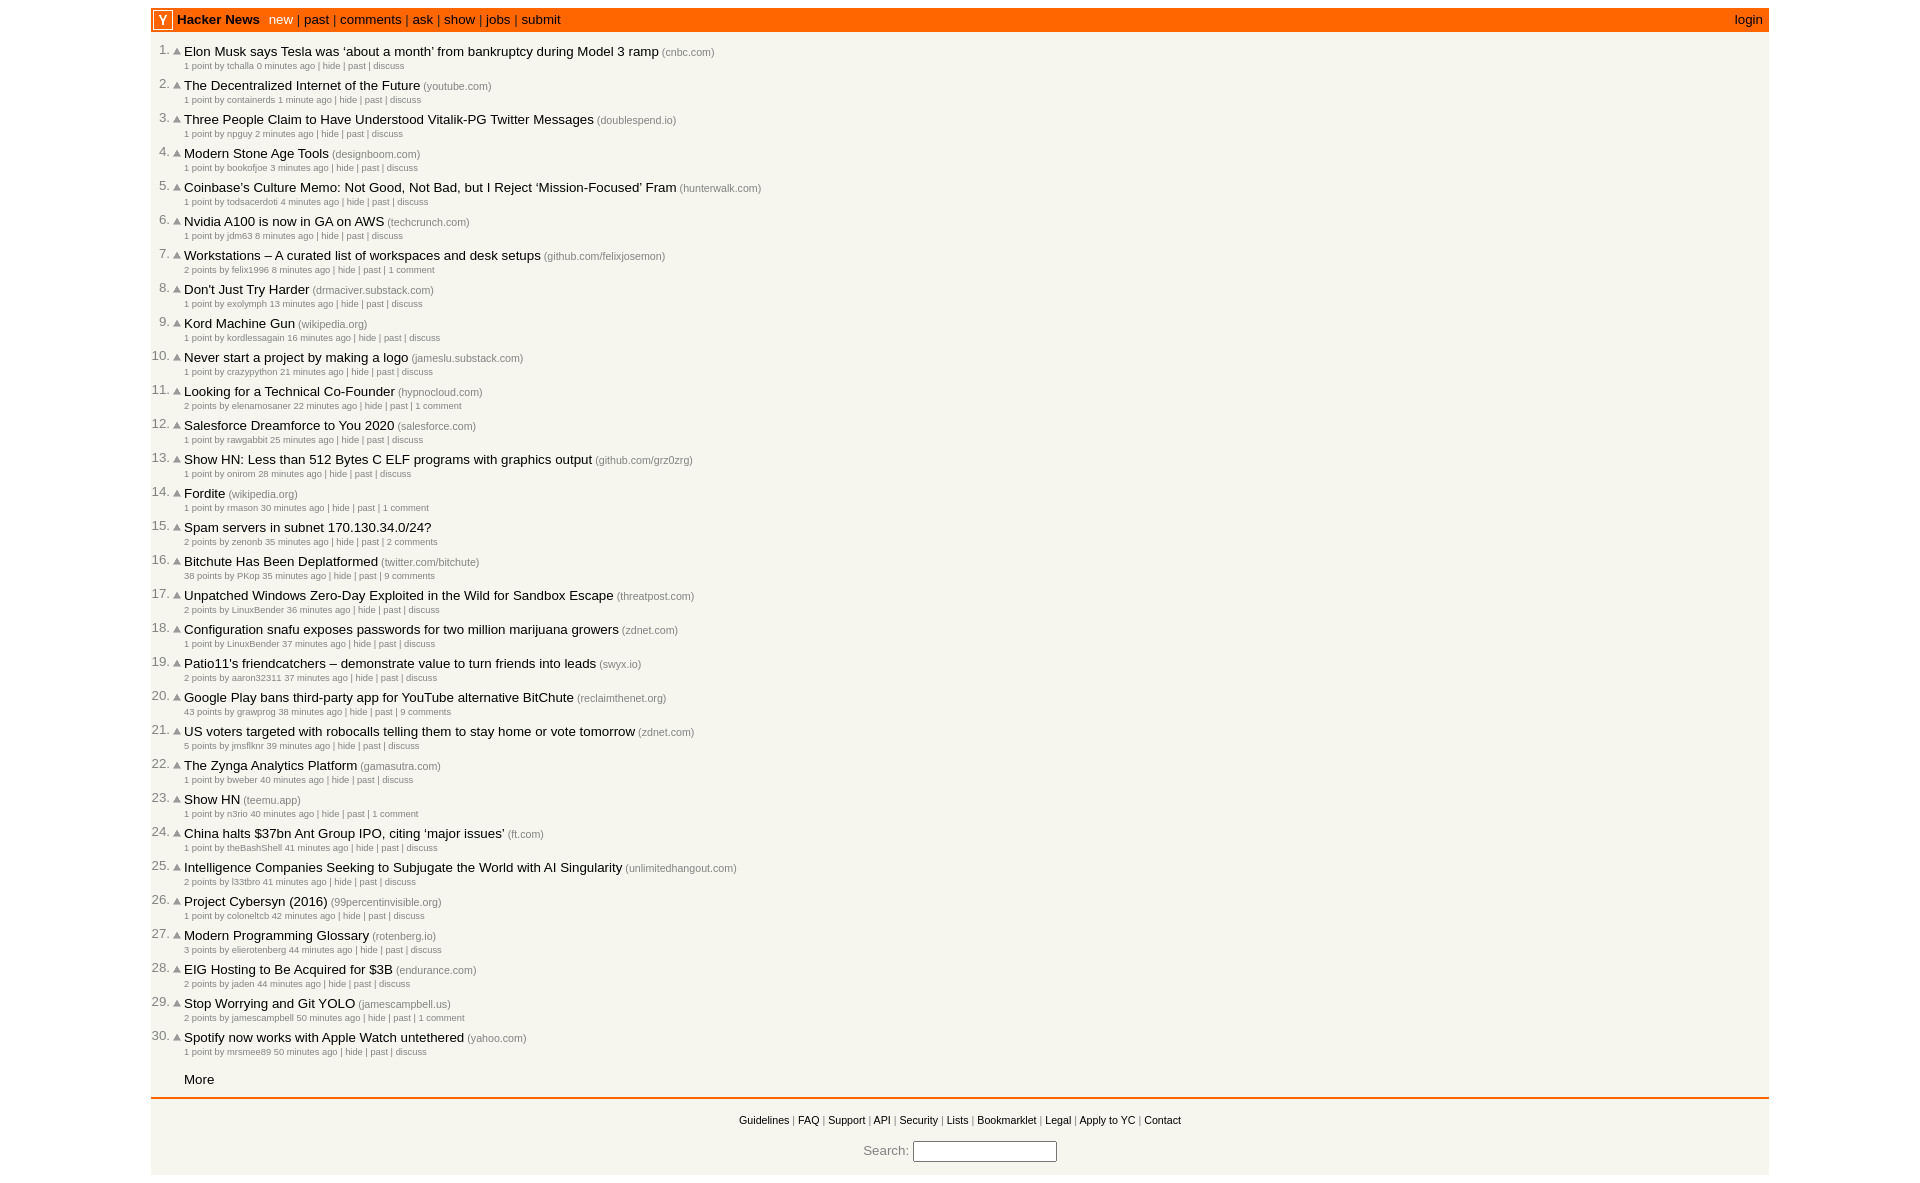 Y Hacker News new | past | comments | ask | show | jobs | submit login
1. Elon Musk says Tesla was ‘about a month’ from bankruptcy during Model 3 ramp (cnbc.com)
1 point by tchalla 0 minutes ago | hide | past | discuss
2. The Decentralized Internet of the Future (youtube.com)
1 point by containerds 1 minute ago | hide | past | discuss
3. Three People Claim to Have Understood Vitalik-PG Twitter Messages (doublespend.io)
1 point by npguy 2 minutes ago | hide | past | discuss
4. Modern Stone Age Tools (designboom.com)
1 point by bookofjoe 3 minutes ago | hide | past | discuss
5. Coinbase’s Culture Memo: Not Good, Not Bad, but I Reject ‘Mission-Focused’ Fram (hunterwalk.com)
1 point by todsacerdoti 4 minutes ago | hide | past | discuss
6. Nvidia A100 is now in GA on AWS (techcrunch.com)
1 point by jdm63 8 minutes ago | hide | past | discuss
7. Workstations – A curated list of workspaces and desk setups (github.com/felixjosemon)
2 points by felix1996 8 minutes ago | hide | past | 1 comment
8. Don't Just Try Harder (drmaciver.substack.com)
1 point by exolymph 13 minutes ago | hide | past | discuss
9. Kord Machine Gun (wikipedia.org)
1 point by kordlessagain 16 minutes ago | hide | past | discuss
10. Never start a project by making a logo (jameslu.substack.com)
1 point by crazypython 21 minutes ago | hide | past | discuss
11. Looking for a Technical Co-Founder (hypnocloud.com)
2 points by elenamosaner 22 minutes ago | hide | past | 1 comment
12. Salesforce Dreamforce to You 2020 (salesforce.com)
1 point by rawgabbit 25 minutes ago | hide | past | discuss
13. Show HN: Less than 512 Bytes C ELF programs with graphics output (github.com/grz0zrg)
1 point by onirom 28 minutes ago | hide | past | discuss
14. Fordite (wikipedia.org)
1 point by rmason 30 minutes ago | hide | past | 1 comment
15. Spam servers in subnet 170.130.34.0/24?
2 points by zenonb 35 minutes ago | hide | past | 2 comments
16. Bitchute Has Been Deplatformed (twitter.com/bitchute)
38 points by PKop 35 minutes ago | hide | past | 9 comments
17. Unpatched Windows Zero-Day Exploited in the Wild for Sandbox Escape (threatpost.com)
2 points by LinuxBender 36 minutes ago | hide | past | discuss
18. Configuration snafu exposes passwords for two million marijuana growers (zdnet.com)
1 point by LinuxBender 37 minutes ago | hide | past | discuss
19. Patio11's friendcatchers – demonstrate value to turn friends into leads (swyx.io)
2 points by aaron32311 37 minutes ago | hide | past | discuss
20. Google Play bans third-party app for YouTube alternative BitChute (reclaimthenet.org)
43 points by grawprog 38 minutes ago | hide | past | 9 comments
21. US voters targeted with robocalls telling them to stay home or vote tomorrow (zdnet.com)
5 points by jmsflknr 39 minutes ago | hide | past | discuss
22. The Zynga Analytics Platform (gamasutra.com)
1 point by bweber 40 minutes ago | hide | past | discuss
23. Show HN (teemu.app)
1 point by n3rio 40 minutes ago | hide | past | 1 comment
24. China halts $37bn Ant Group IPO, citing ‘major issues’ (ft.com)
1 point by theBashShell 41 minutes ago | hide | past | discuss
25. Intelligence Companies Seeking to Subjugate the World with AI Singularity (unlimitedhangout.com)
2 points by l33tbro 41 minutes ago | hide | past | discuss
26. Project Cybersyn (2016) (99percentinvisible.org)
1 point by coloneltcb 42 minutes ago | hide | past | discuss
27. Modern Programming Glossary (rotenberg.io)
3 points by elierotenberg 44 minutes ago | hide | past | discuss
28. EIG Hosting to Be Acquired for $3B (endurance.com)
2 points by jaden 44 minutes ago | hide | past | discuss
29. Stop Worrying and Git YOLO (jamescampbell.us)
2 points by jamescampbell 50 minutes ago | hide | past | 1 comment
30. Spotify now works with Apple Watch untethered (yahoo.com)
1 point by mrsmee89 50 minutes ago | hide | past | discuss
More
Guidelines | FAQ | Support | API | Security | Lists | Bookmarklet | Legal | Apply to YC | Contact
Search: